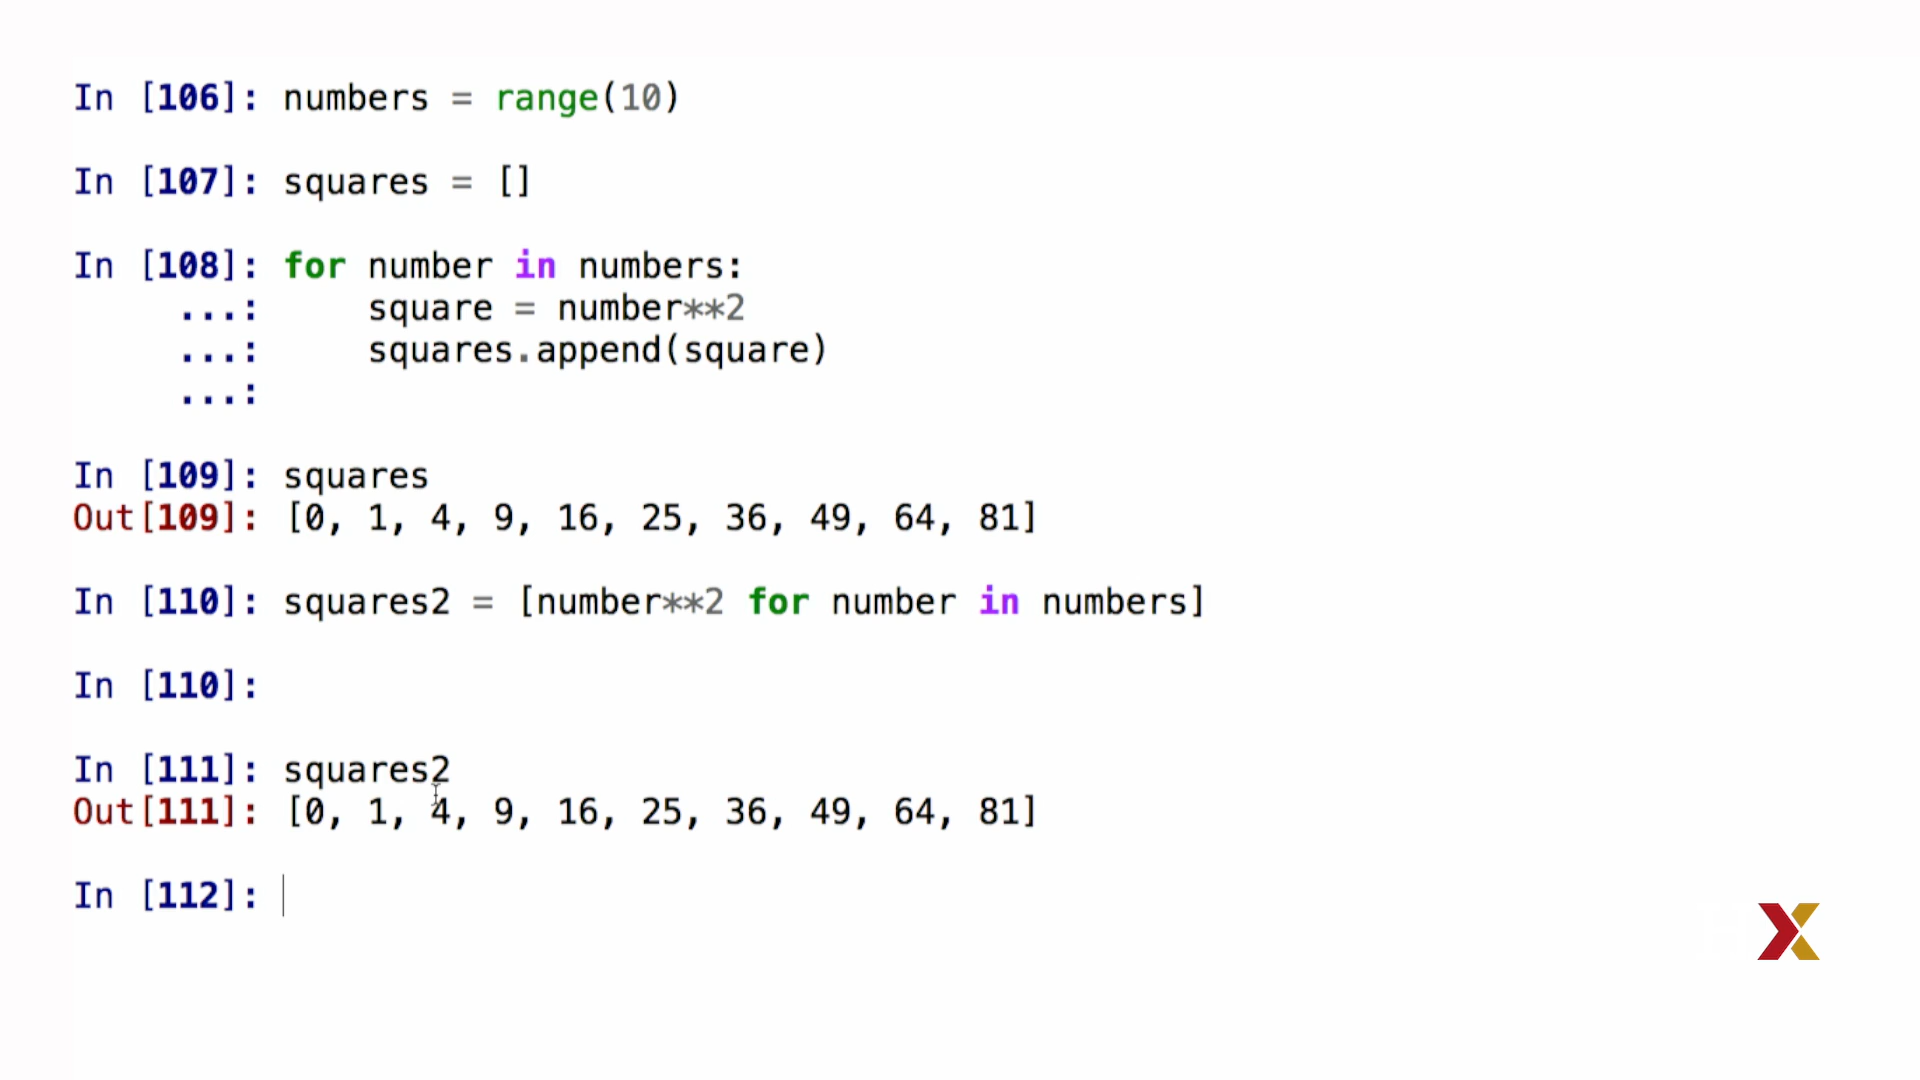 In [106]: numbers = range(10)
In [107]: squares = []
In [108]: for number in numbers:
     ...:     square = number**2
     ...:     squares.append(square)
     ...:
In [109]: squares
Out[109]: [0, 1, 4, 9, 16, 25, 36, 49, 64, 81]
In [110]: squares2 = [number**2 for number in numbers]
In [110]:
In [111]: squares2
Out[111]: [0, 1, 4, 9, 16, 25, 36, 49, 64, 81]
In [112]:
X